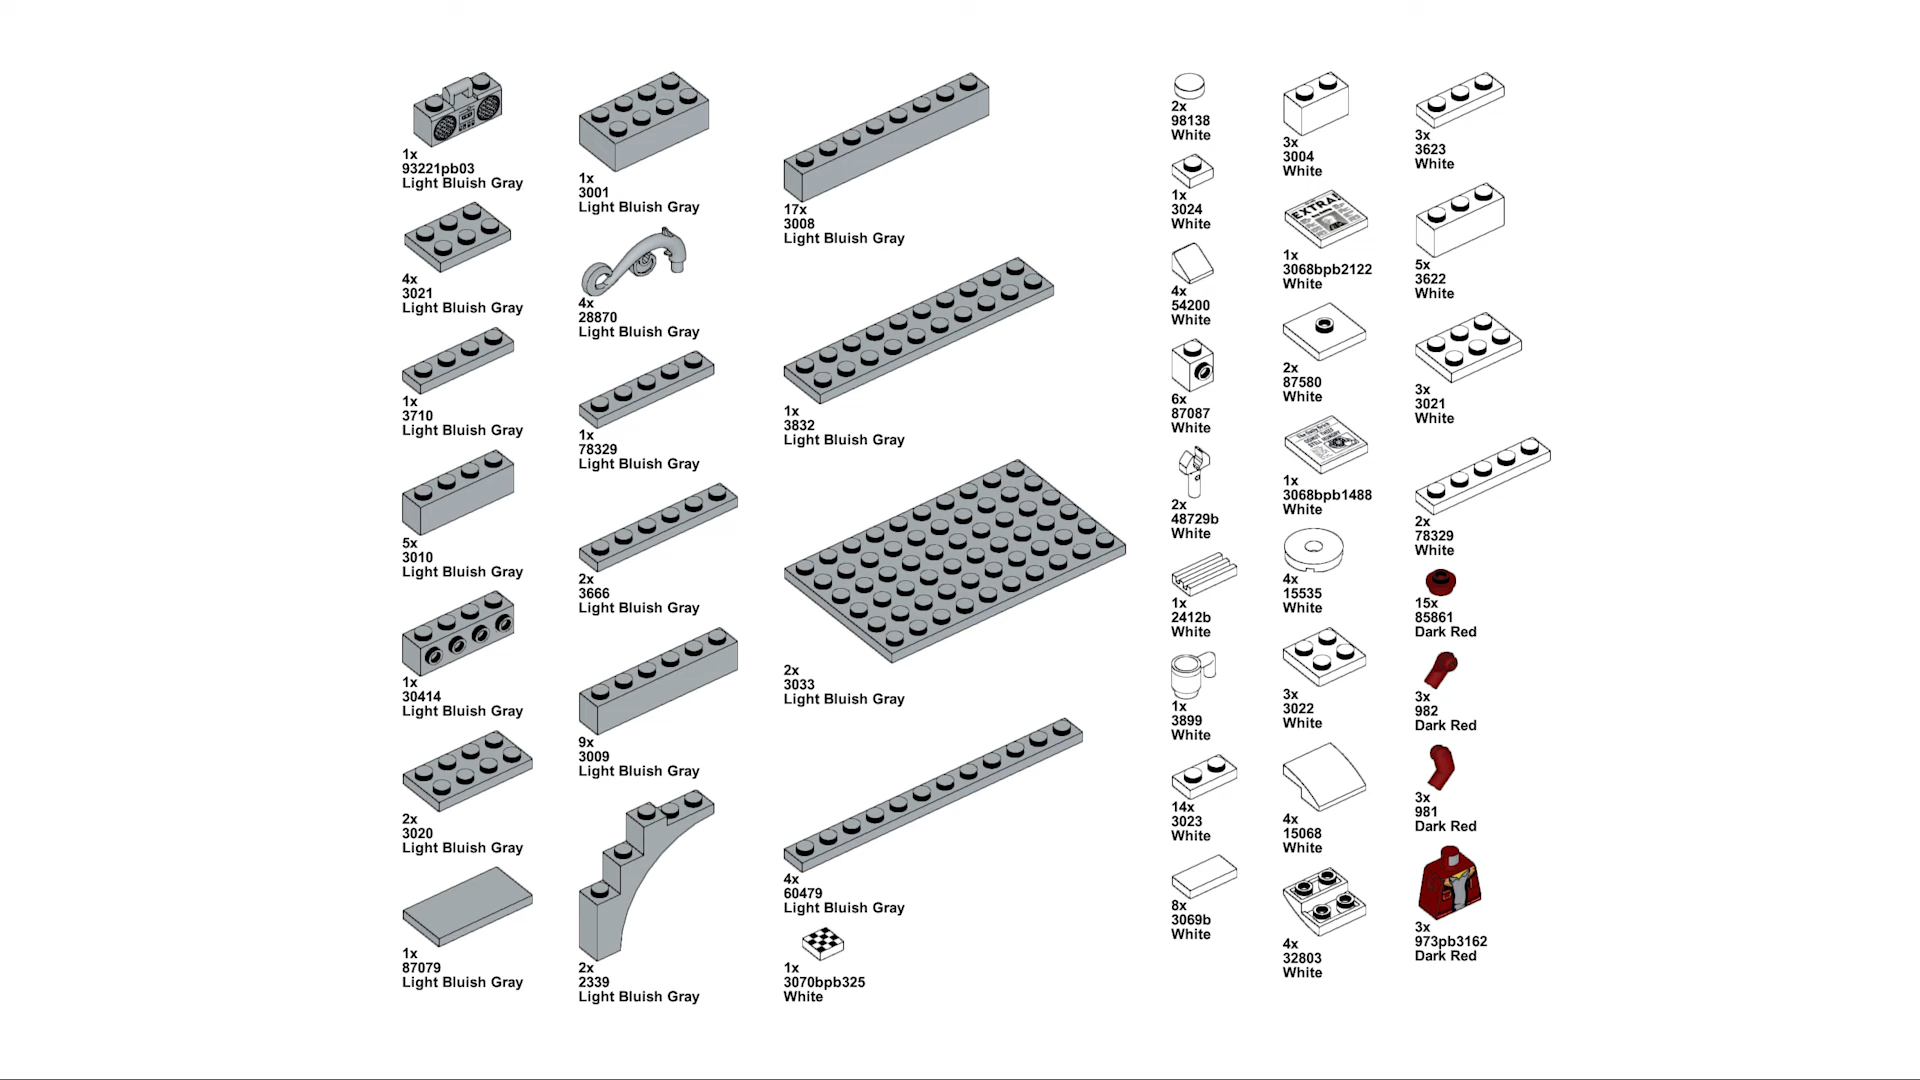 1x
93221pb03
Light Bluish Gray
4x
3021
Light Bluish Gray
1x
3710
Light Bluish Gray
5x
3010
Light Bluish Gray
1x
30414
Light Bluish Gray
2x
3020
Light Bluish Gray
1x
87079
Light Bluish Gray
1x
3001
Light Bluish Gray
4x
28870
Light Bluish Gray
1x
78329
Light Bluish Gray
2x
3666
Light Bluish Gray
9x
3009
Light Bluish Gray
2x
2339
Light Bluish Gray
17x
3008
Light Bluish Gray
1x
3832
Light Bluish Gray
2x
3033
Light Bluish Gray
4x
60479
Light Bluish Gray
1x
3070bpb325
White
2x
98138
White
1x
3024
White
4x
54200
White
6x
87087
White
2x
48729b
White
1x
2412b
White
1x
3899
White
14x
3023
White
8x
3069b
White
3x
3004
White
EXTRA!
1x
3068bpb2122
White
2x
87580
White
The Daily Brick
1x
3068bpb1488
White
4x
15535
White
3x
3022
White
4x
15068
White
4x
32803
White
3x
3623
White
5x
3622
White
3x
3021
White
2x
78329
White
15x
85861
Dark Red
3x
982
Dark Red
3x
981
Dark Red
3x
973pb3162
Dark Red